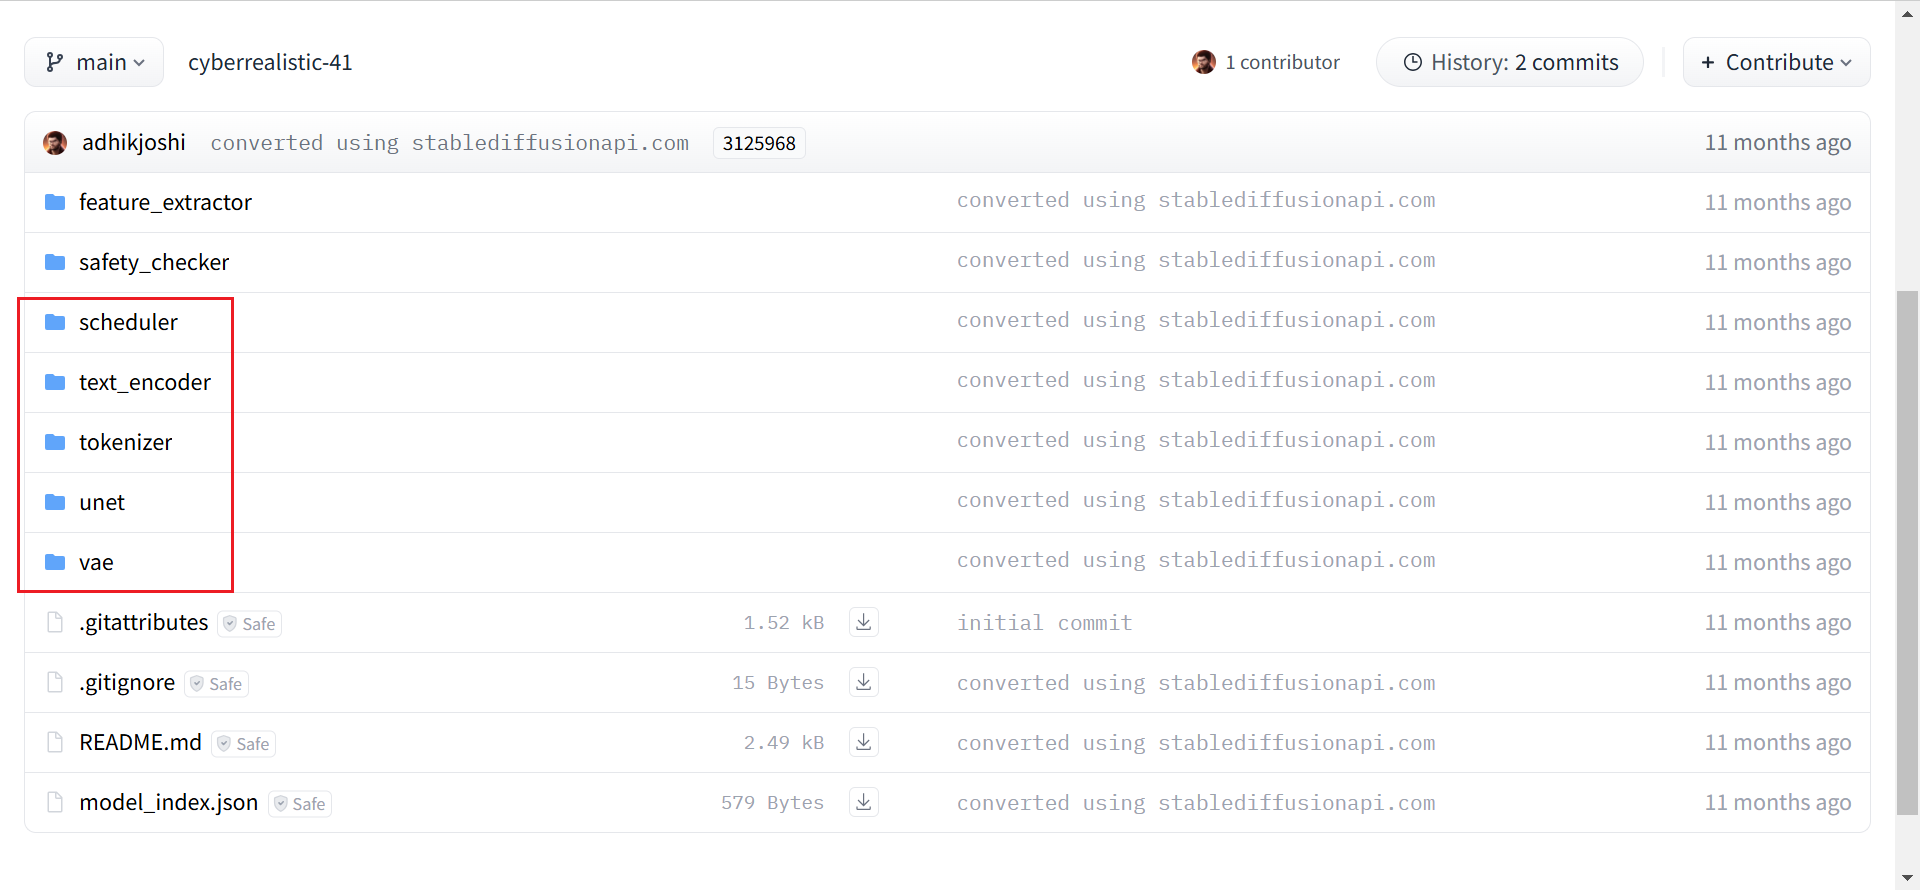 main cyberrealistic-41 1 contributor History: 2 commits + Contribute
adhikjoshi converted using stablediffusionapi.com 3125968 11 months ago
feature_extractor converted using stablediffusionapi.com 11 months ago
safety_checker converted using stablediffusionapi.com 11 months ago
scheduler converted using stablediffusionapi.com 11 months ago
text_encoder converted using stablediffusionapi.com 11 months ago
tokenizer converted using stablediffusionapi.com 11 months ago
unet converted using stablediffusionapi.com 11 months ago
vae converted using stablediffusionapi.com 11 months ago
.gitattributes Safe 1.52 kB initial commit 11 months ago
.gitignore Safe 15 Bytes converted using stablediffusionapi.com 11 months ago
README.md Safe 2.49 kB converted using stablediffusionapi.com 11 months ago
model_index.json Safe 579 Bytes converted using stablediffusionapi.com 11 months ago